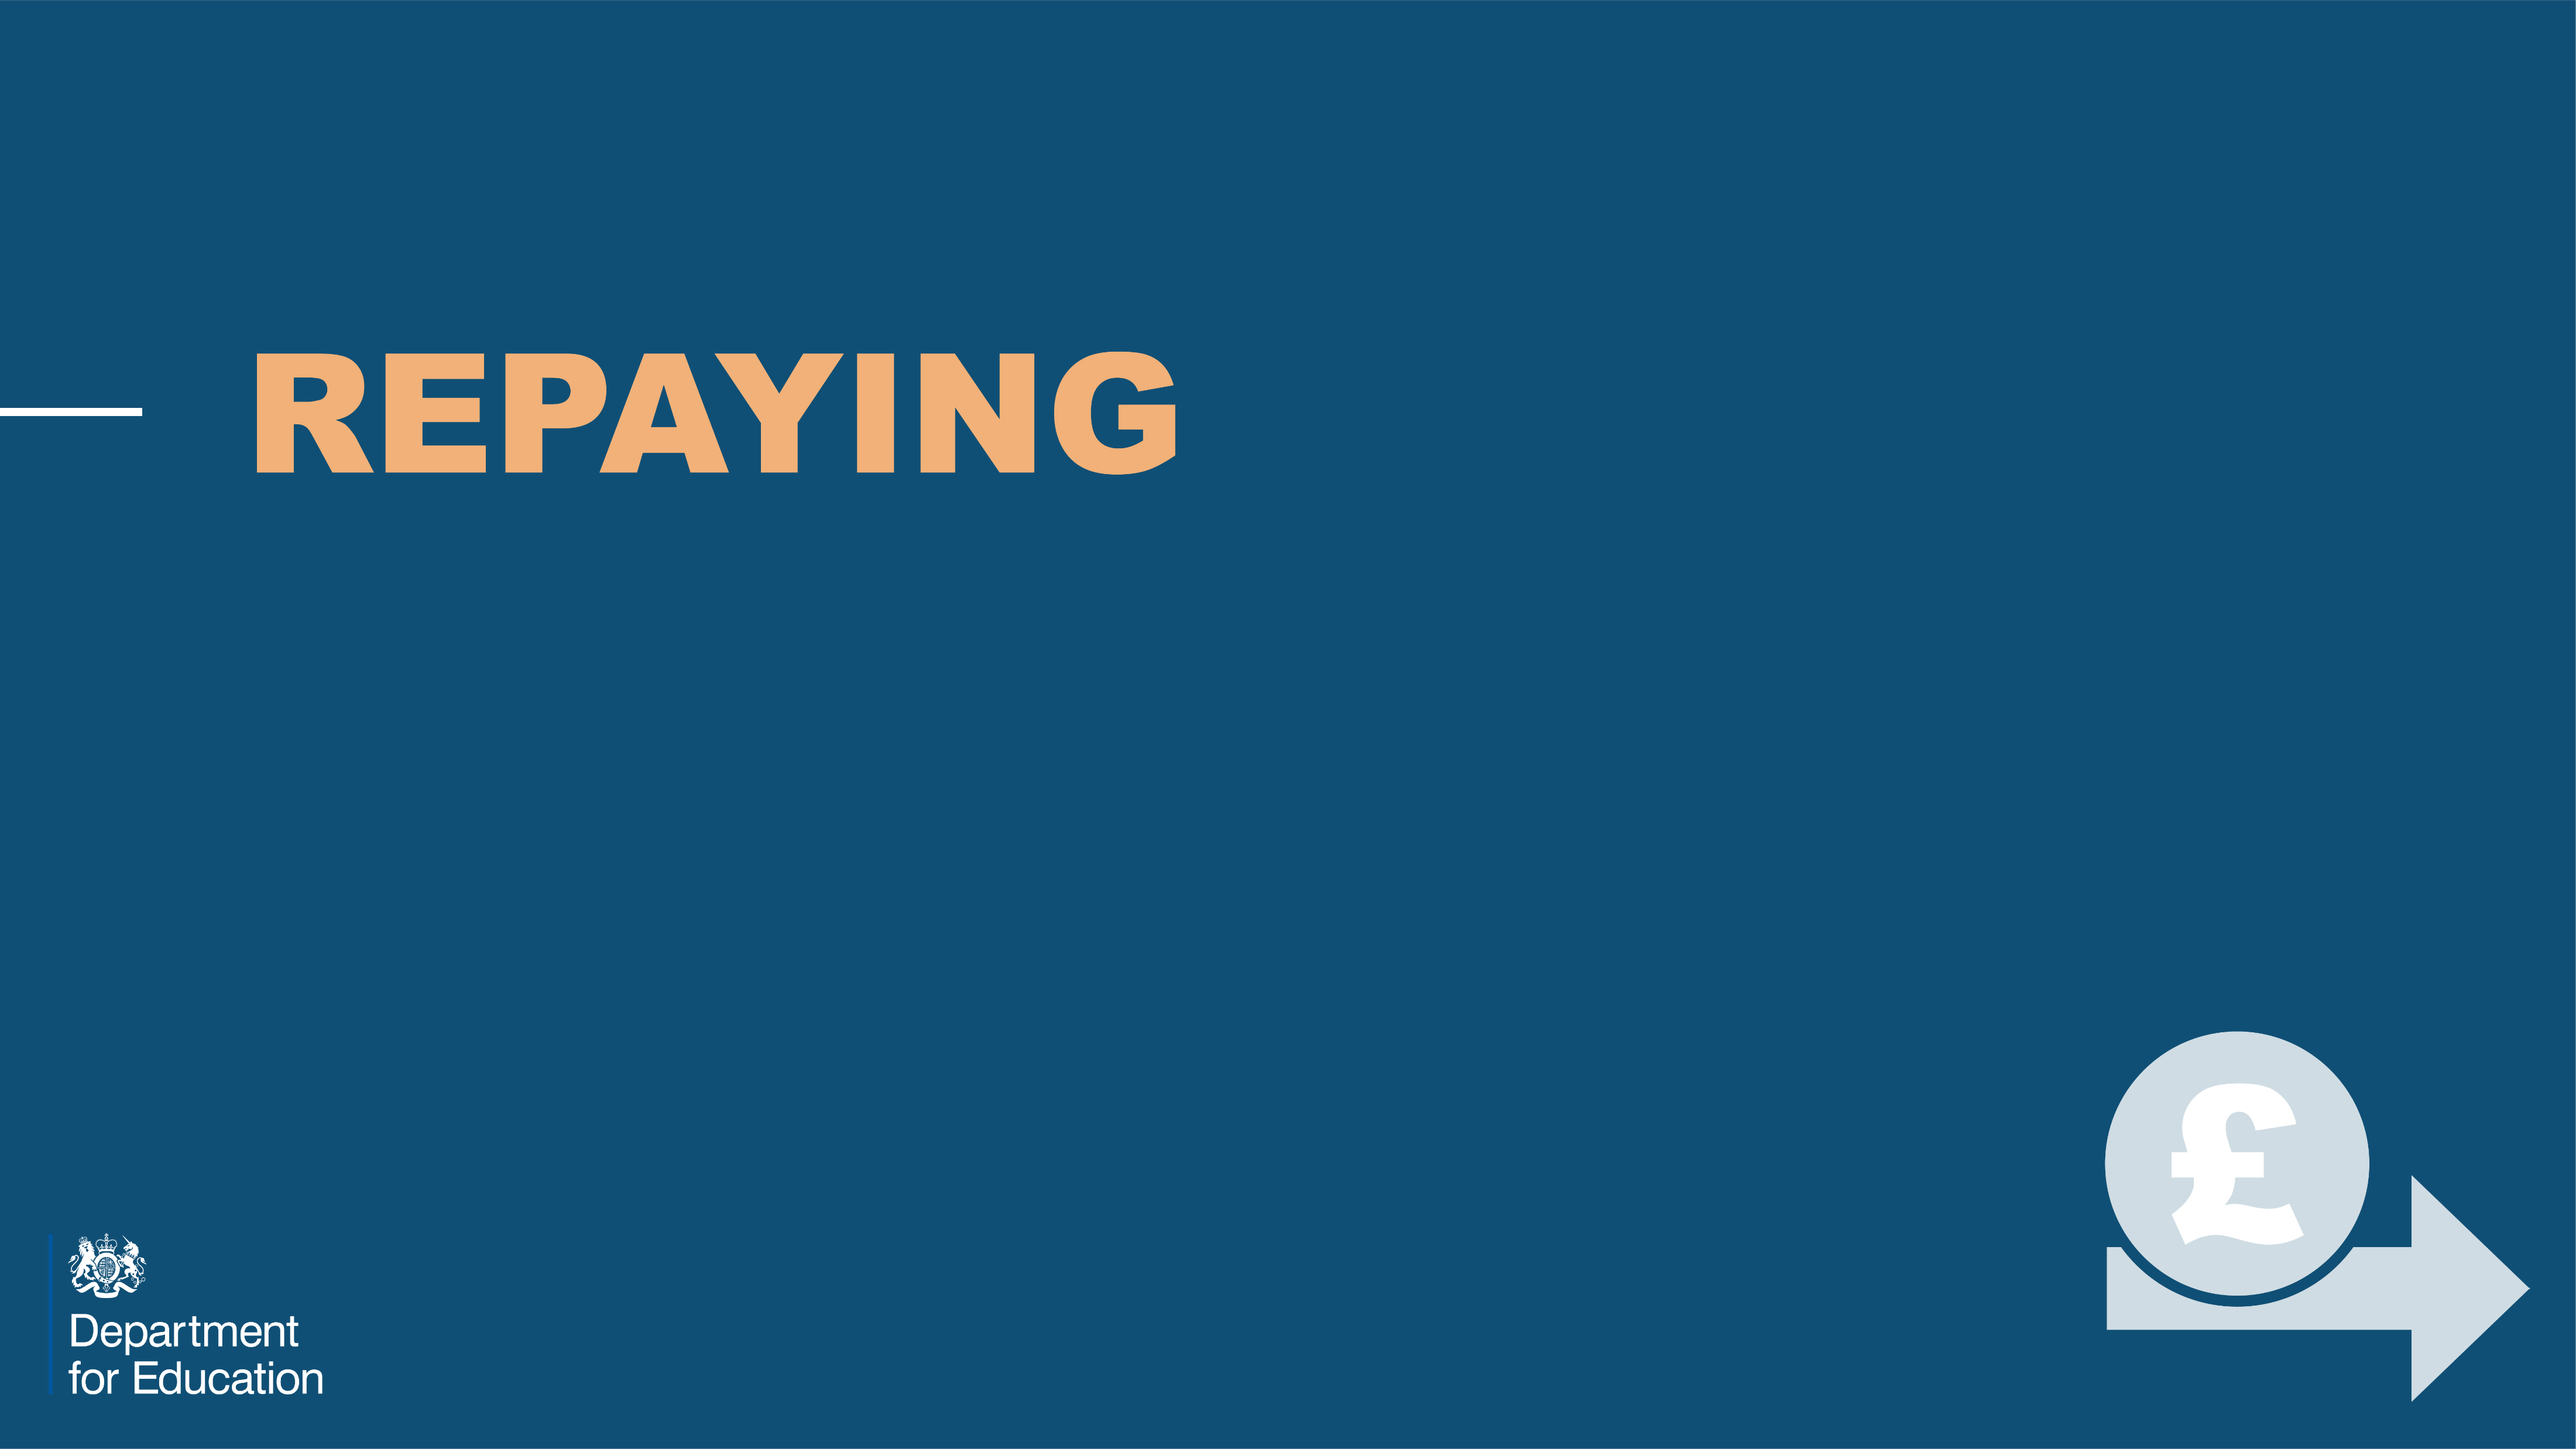 REPAYING
£
Department
for Education